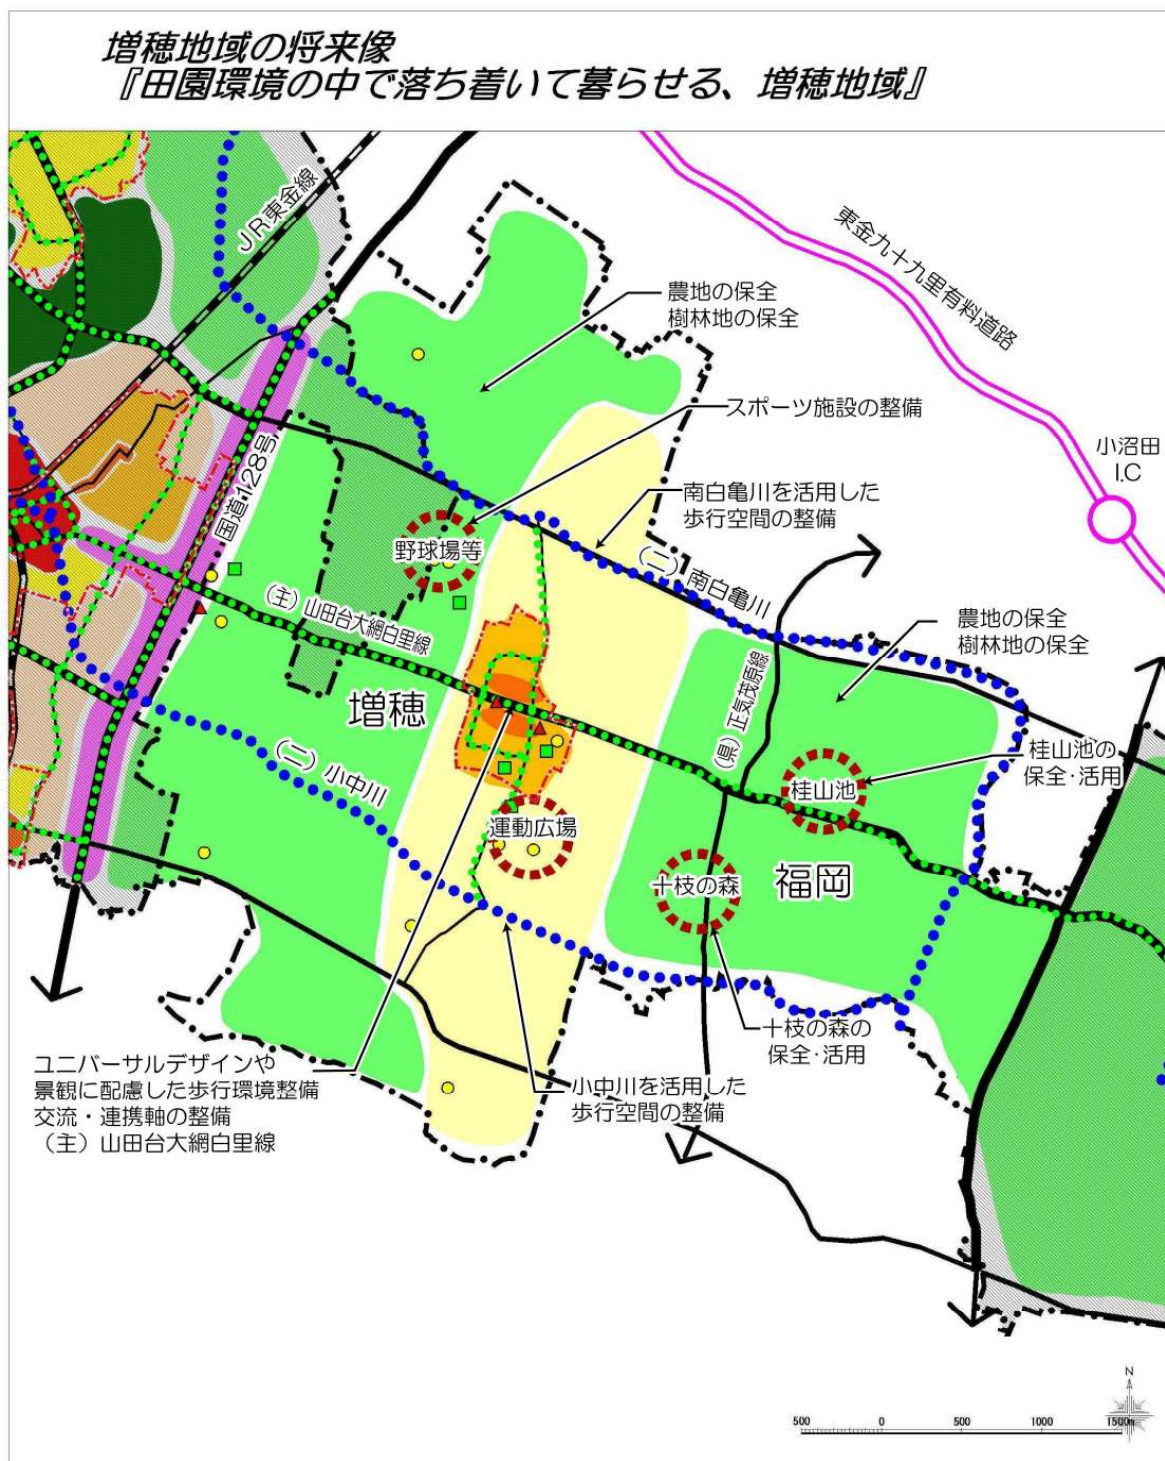 増穂地域の将来像
『田園環境の中で落ち着いて暮らせる、増穂地域』
JR東金線
東金九十九里有料道路
農地の保全
樹林地の保全
スポーツ施設の整備
小沼田
I.C
国道128号
南白亀川を活用した
歩行空間の整備
野球場等
(二)南白亀川
(主)山田台大網白里線
農地の保全
樹林地の保全
(県)正気茂原線
増穂
(二)小中川
桂山池の
保全・活用
桂山池
運動広場
十枝の森
福岡
十枝の森の
保全・活用
ユニバーサルデザインや
景観に配慮した歩行環境整備
交流・連携軸の整備
(主)山田台大網白里線
小中川を活用した
歩行空間の整備
N
500 0 500 1000 1500m